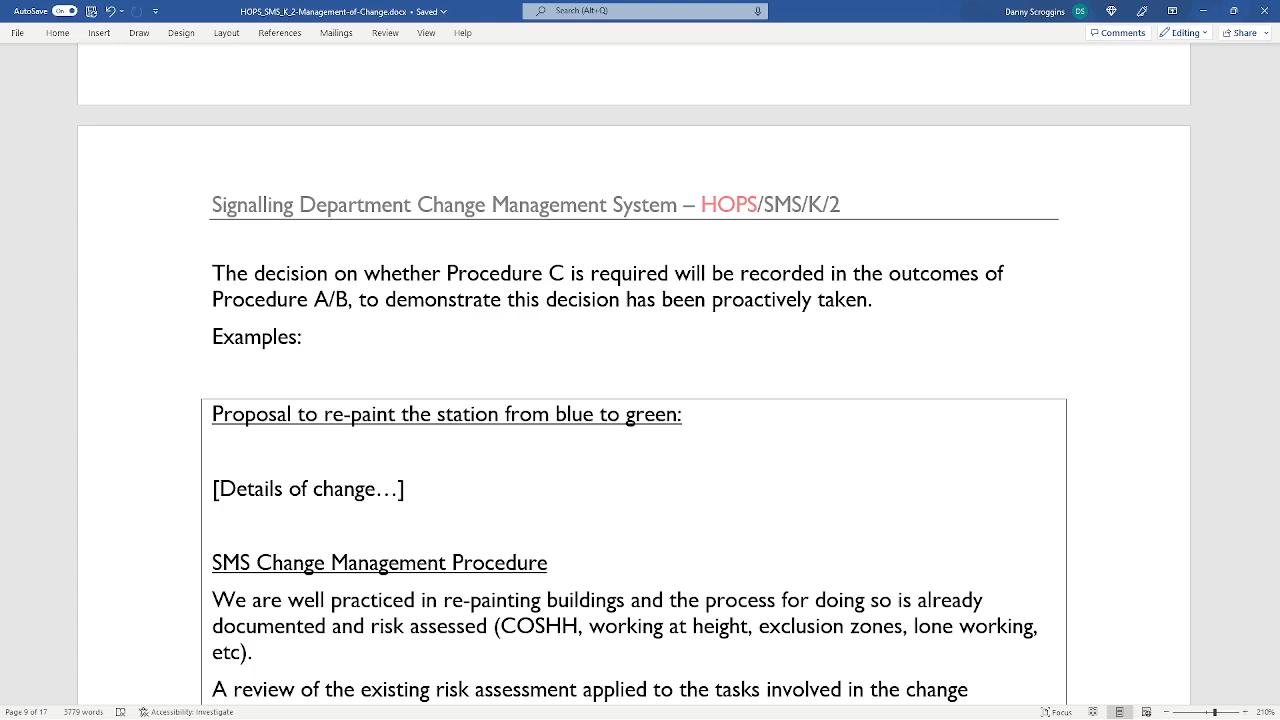 AutoSave On HOPS_SMS_K_2-Management-of-Change.docx • Saved Search (Alt+Q) Danny Scroggins DS
File Home Insert Draw Design Layout References Mailings Review View Help Comments Editing Share
Signalling Department Change Management System – HOPS/SMS/K/2
The decision on whether Procedure C is required will be recorded in the outcomes of
Procedure A/B, to demonstrate this decision has been proactively taken.
Examples:
Proposal to re-paint the station from blue to green:
[Details of change…]
SMS Change Management Procedure
We are well practiced in re-painting buildings and the process for doing so is already
documented and risk assessed (COSHH, working at height, exclusion zones, lone working,
etc).
A review of the existing risk assessment applied to the tasks involved in the change
Page 9 of 17 3779 words Accessibility: Investigate Focus 210%